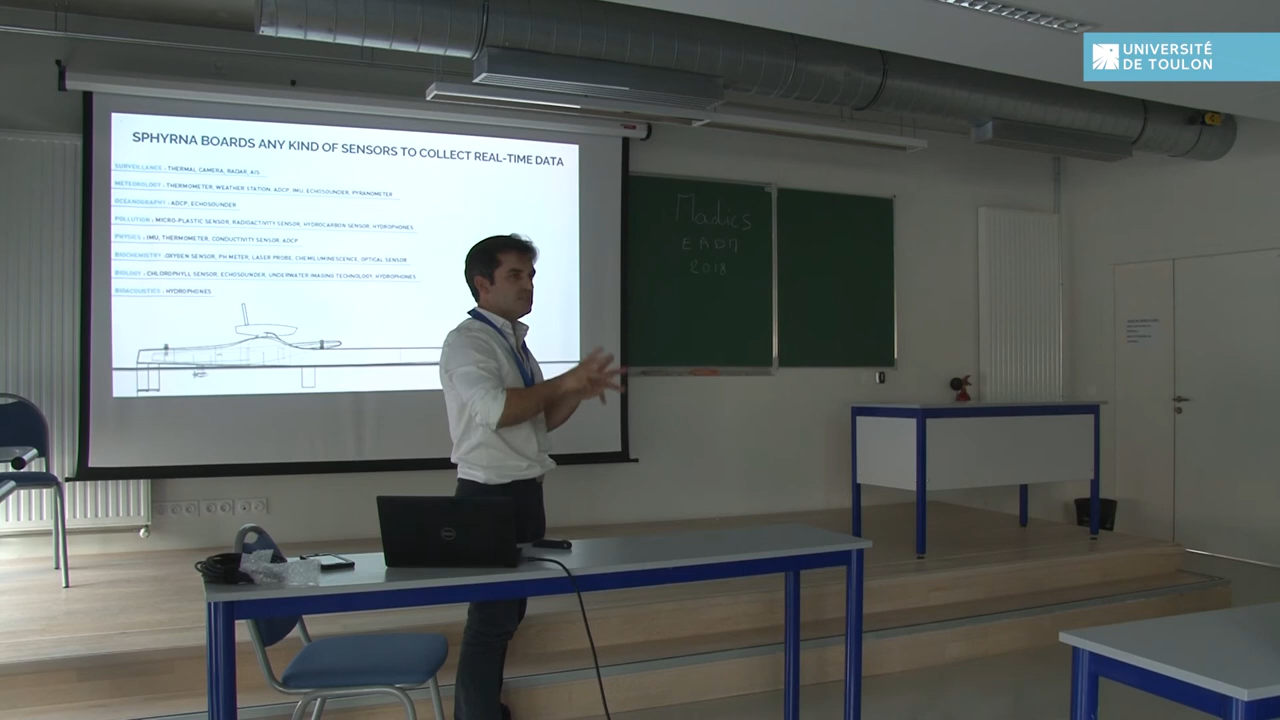 UNIVERSITÉ
DE TOULON
SPHYRNA BOARDS ANY KIND OF SENSORS TO COLLECT REAL-TIME DATA
SURVEILLANCE : THERMAL CAMERA, RADAR, AIS
METEOROLOGY : THERMOMETER, WEATHER STATION, ADCP, IMU, ECHOSOUNDER, PYRANOMETER
OCEANOGRAPHY : ADCP, ECHOSOUNDER
POLLUTION : MICRO-PLASTIC SENSOR, RADIOACTIVITY SENSOR, HYDROCARBON SENSOR, HYDROPHONES
PHYSICS : IMU, THERMOMETER, CONDUCTIVITY SENSOR, ADCP
BIOCHEMISTRY : OXYGEN SENSOR, PH METER, LASER PROBE, CHEMILUMINESCENCE, OPTICAL SENSOR
BIOLOGY : CHLOROPHYLL SENSOR, ECHOSOUNDER, UNDERWATER IMAGING TECHNOLOGY, HYDROPHONES
BIOACOUSTICS : HYDROPHONES
Madics
EADM
2018
DELL